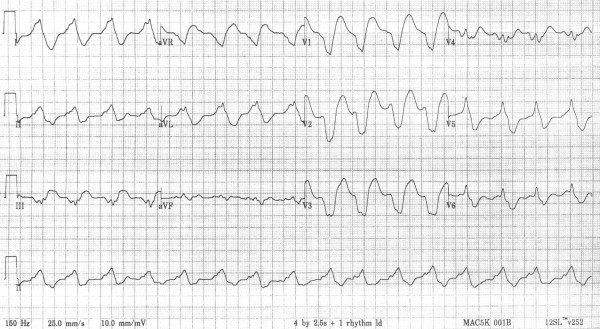 I aVR V1 V4
II aVL V2 V5
III aVF V3 V6
II
150 Hz 25.0 mm/s 10.0 mm/mV 4 by 2.5s + 1 rhythm ld MAC5K 001B 12SL™ v252